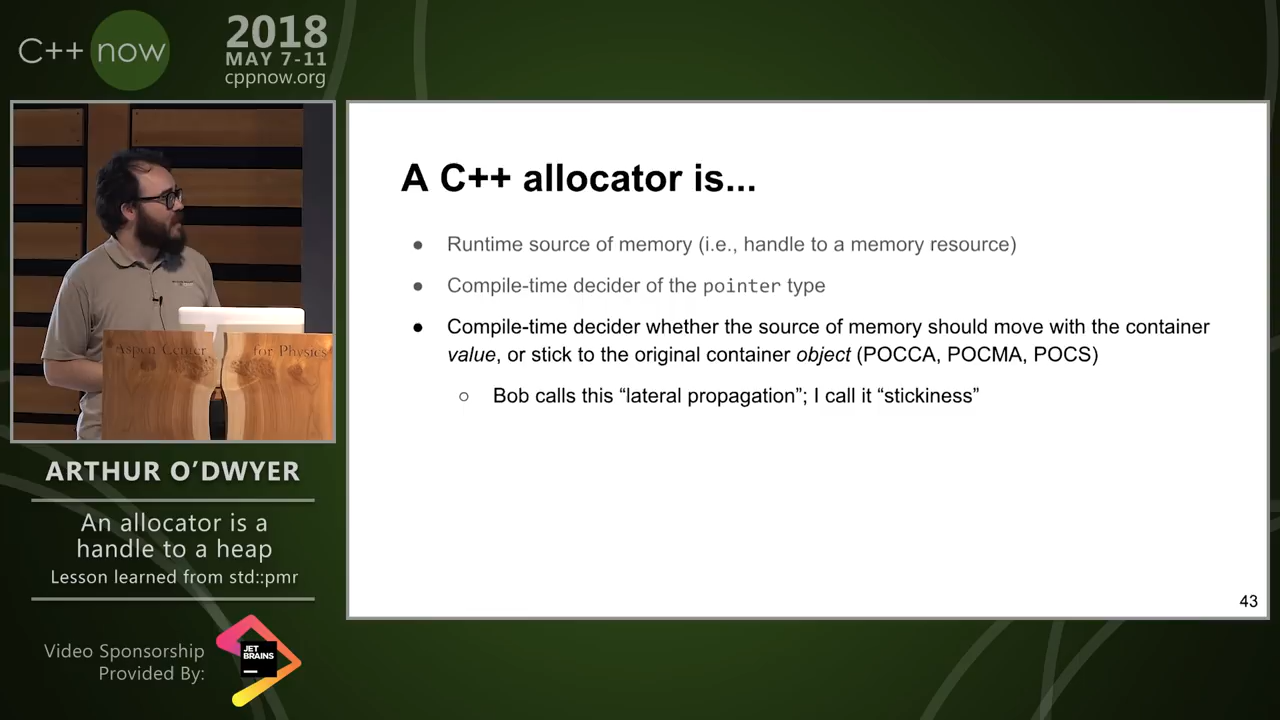 C++ now
2018
MAY 7-11
cppnow.org
Aspen Center for Physics
ARTHUR O'DWYER
An allocator is a
handle to a heap
Lesson learned from std::pmr
Video Sponsorship
Provided By:
JET
BRAINS
A C++ allocator is...
● Runtime source of memory (i.e., handle to a memory resource)
● Compile-time decider of the pointer type
● Compile-time decider whether the source of memory should move with the container
value, or stick to the original container object (POCCA, POCMA, POCS)
○ Bob calls this “lateral propagation”; I call it “stickiness”
43